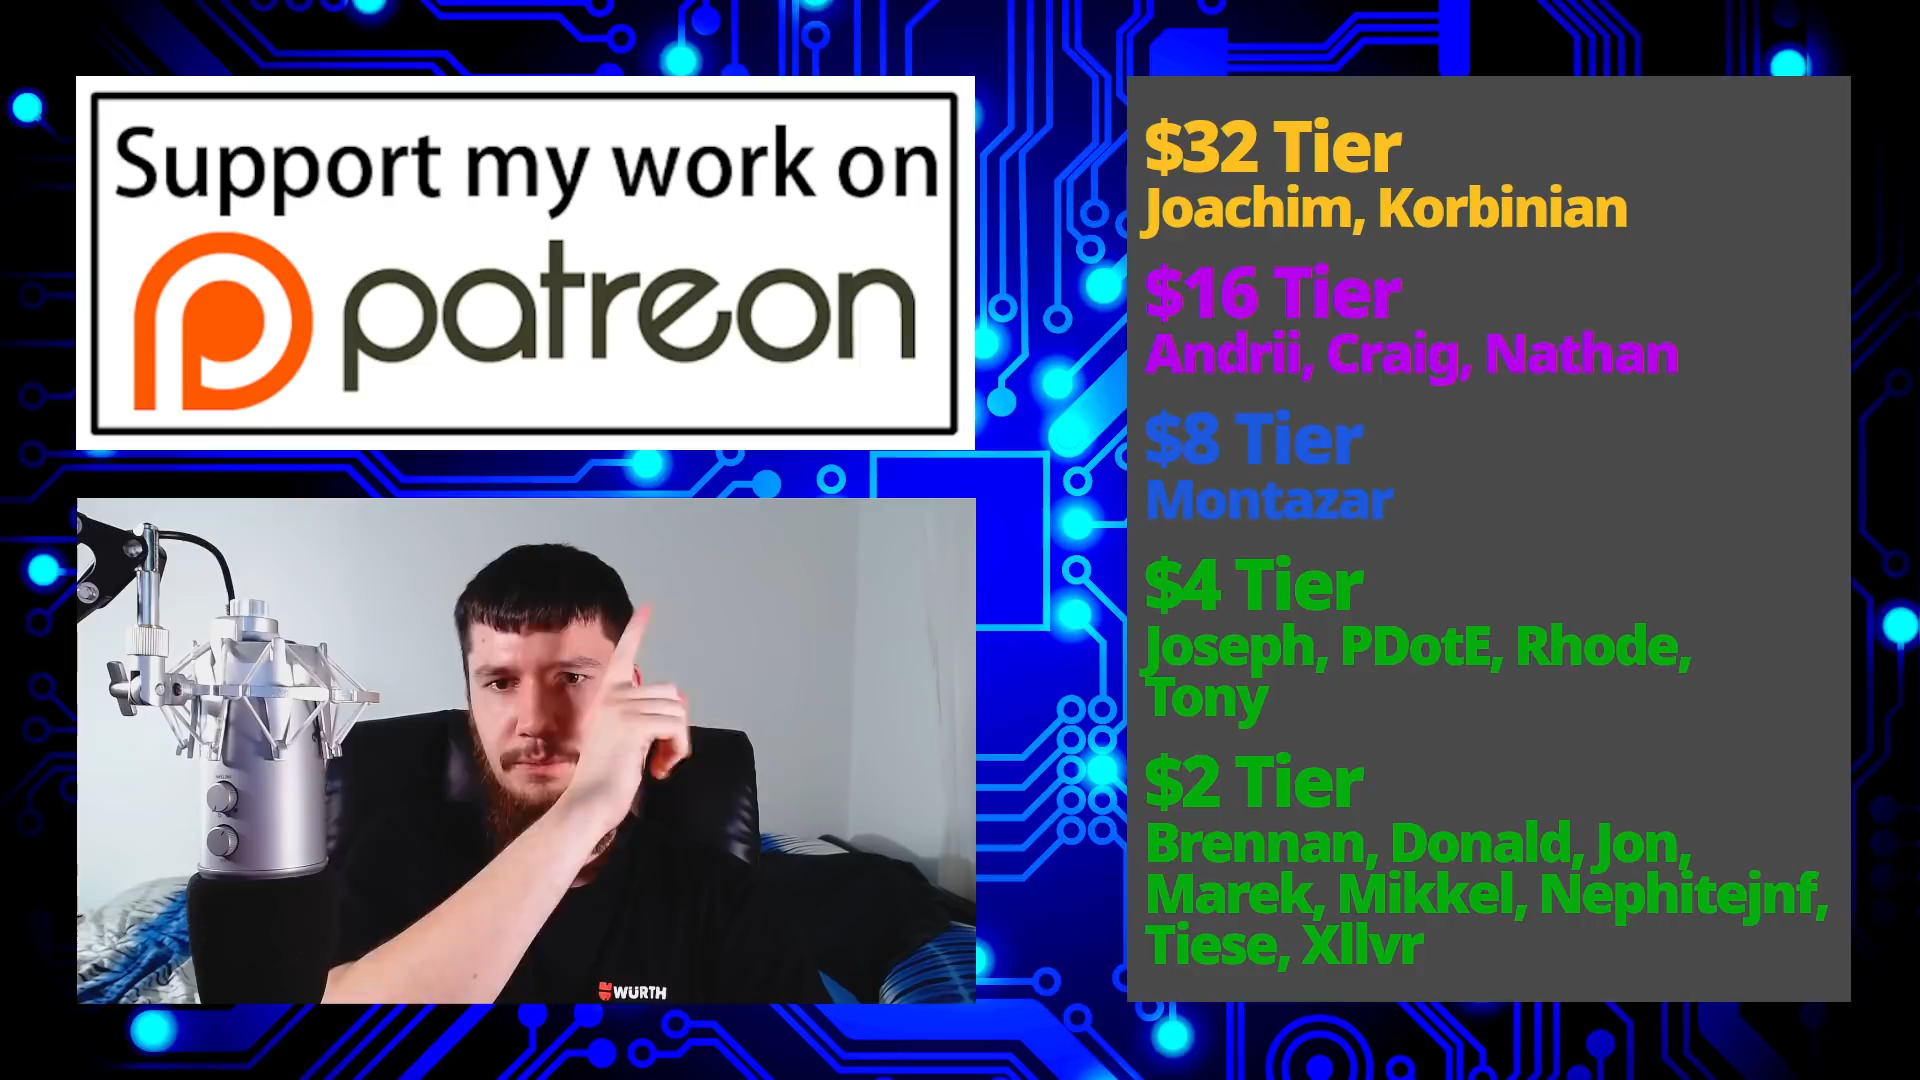 Support my work on
patreon
$32 Tier
Joachim, Korbinian
$16 Tier
Andrii, Craig, Nathan
$8 Tier
Montazar
$4 Tier
Joseph, PDotE, Rhode,
Tony
$2 Tier
Brennan, Donald, Jon,
Marek, Mikkel, Nephitejnf,
Tiese, Xllvr
WÜRTH